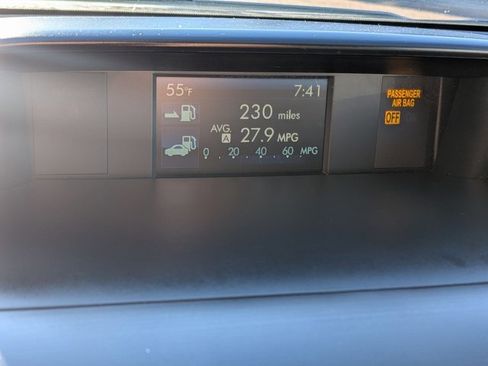 55°F 7:41
230 miles
AVG. A 27.9 MPG
0 . 20 . 40 . 60 . MPG
PASSENGER
AIR BAG
OFF